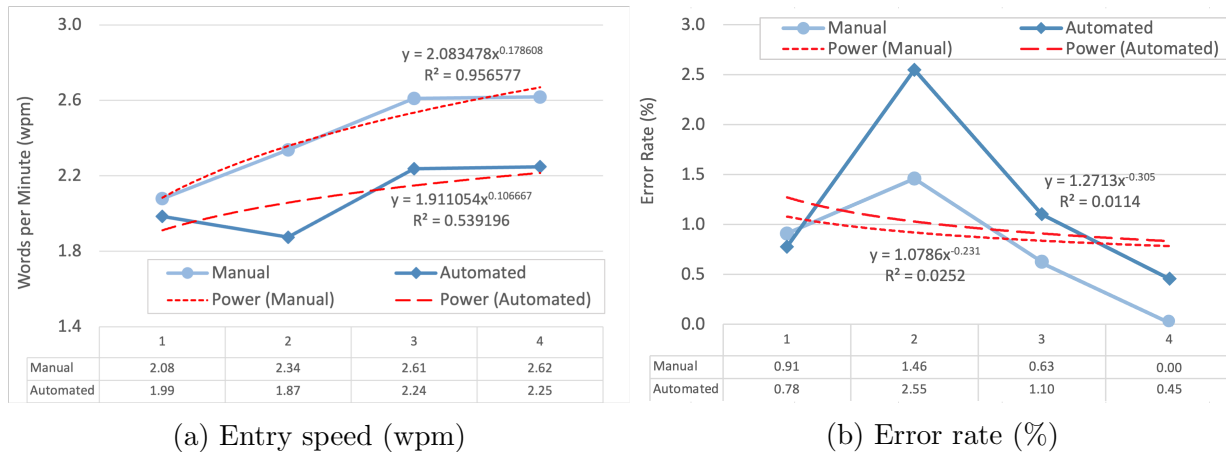 3.0
2.6
2.2
1.8
1.4
Words per Minute (wpm)
y = 2.083478x^0.178608
R² = 0.956577
y = 1.911054x^0.106667
R² = 0.539196
Manual Automated
Power (Manual) Power (Automated)
1 2 3 4
Manual 2.08 2.34 2.61 2.62
Automated 1.99 1.87 2.24 2.25
(a) Entry speed (wpm)
3.0
2.5
2.0
1.5
1.0
0.5
0.0
Error Rate (%)
Manual Automated
Power (Manual) Power (Automated)
y = 1.2713x^-0.305
R² = 0.0114
y = 1.0786x^-0.231
R² = 0.0252
1 2 3 4
Manual 0.91 1.46 0.63 0.00
Automated 0.78 2.55 1.10 0.45
(b) Error rate (%)